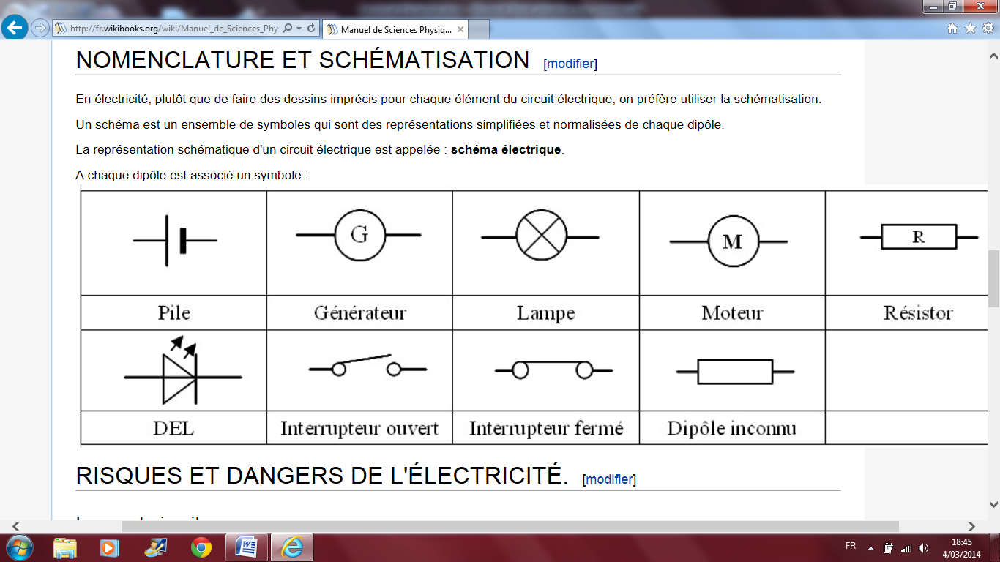 http://fr.wikibooks.org/wiki/Manuel_de_Sciences_Phy
Manuel de Sciences Physiq...
NOMENCLATURE ET SCHÉMATISATION [modifier]
En électricité, plutôt que de faire des dessins imprécis pour chaque élément du circuit électrique, on préfère utiliser la schématisation.
Un schéma est un ensemble de symboles qui sont des représentations simplifiées et normalisées de chaque dipôle.
La représentation schématique d'un circuit électrique est appelée : schéma électrique.
A chaque dipôle est associé un symbole :
G M R
Pile Générateur Lampe Moteur Résistor
DEL Interrupteur ouvert Interrupteur fermé Dipôle inconnu
RISQUES ET DANGERS DE L'ÉLECTRICITÉ. [modifier]
FR 18:45
4/03/2014